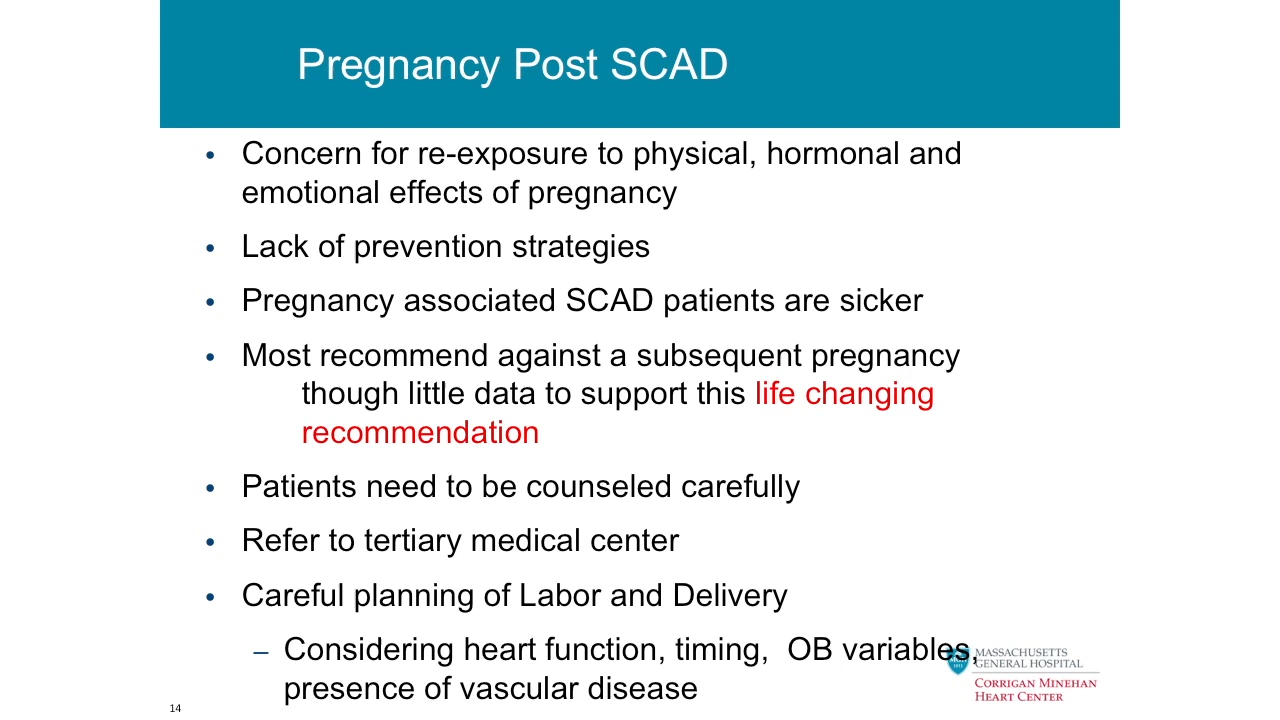 Pregnancy Post SCAD
• Concern for re-exposure to physical, hormonal and
emotional effects of pregnancy
• Lack of prevention strategies
• Pregnancy associated SCAD patients are sicker
• Most recommend against a subsequent pregnancy
though little data to support this life changing
recommendation
• Patients need to be counseled carefully
• Refer to tertiary medical center
• Careful planning of Labor and Delivery
– Considering heart function, timing, OB variables,
presence of vascular disease
MASSACHUSETTS
GENERAL HOSPITAL
CORRIGAN MINEHAN
HEART CENTER
14